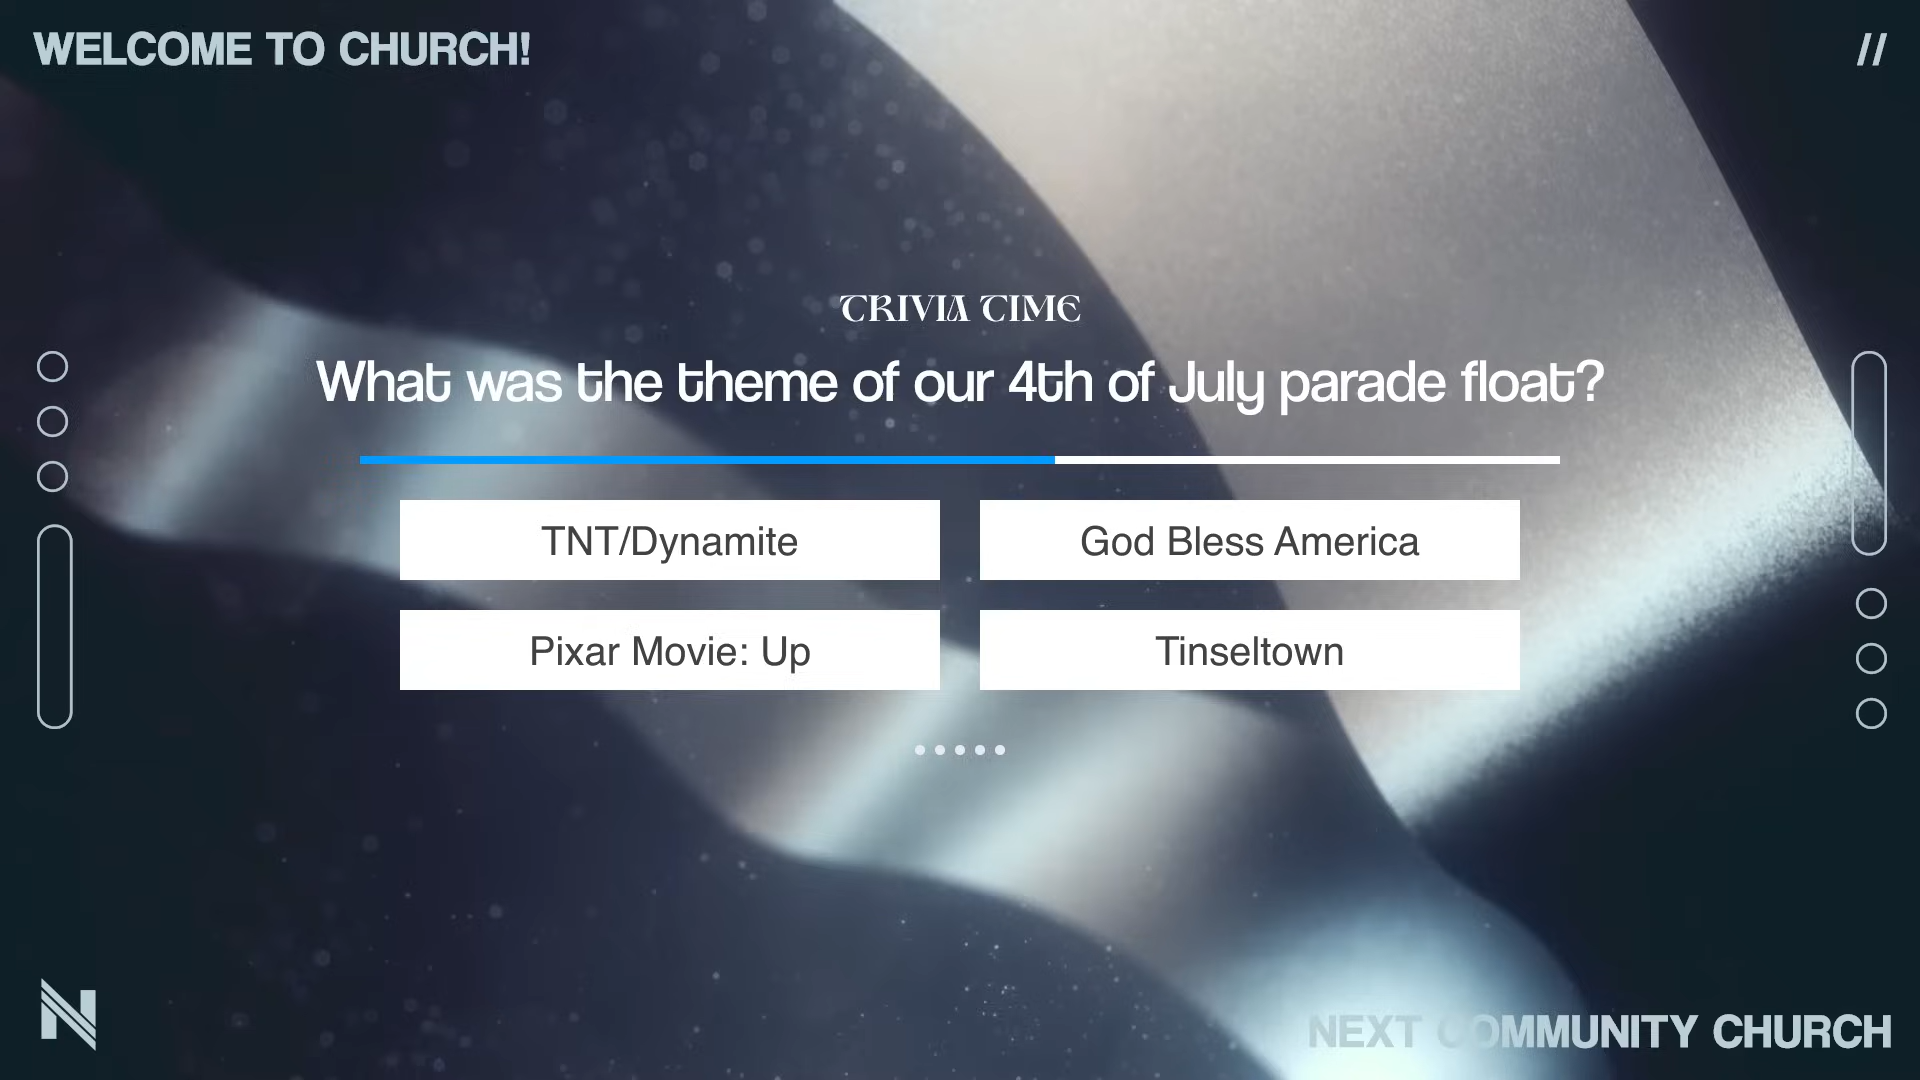 WELCOME TO CHURCH!
//
TRIVIA TIME
What was the theme of our 4th of July parade float?
TNT/Dynamite
God Bless America
Pixar Movie: Up
Tinseltown
N
NEXT COMMUNITY CHURCH